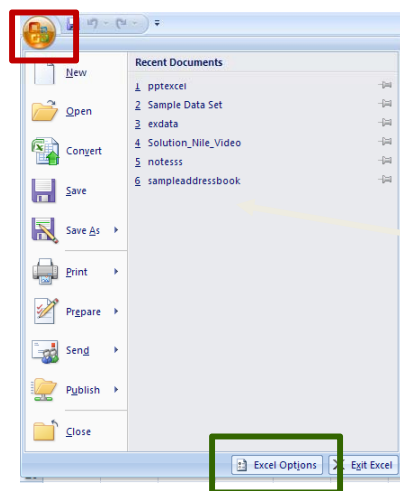 New
Open
Convert
Save
Save As
Print
Prepare
Send
Publish
Close
Recent Documents
1 pptexcel
2 Sample Data Set
3 exdata
4 Solution_Nile_Video
5 notesss
6 sampleaddressbook
Excel Options
Exit Excel